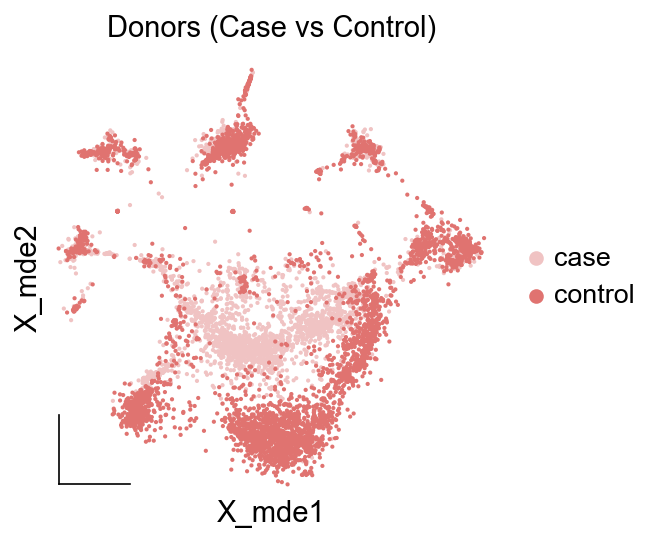 Donors (Case vs Control)
X_mde2
case
control
X_mde1